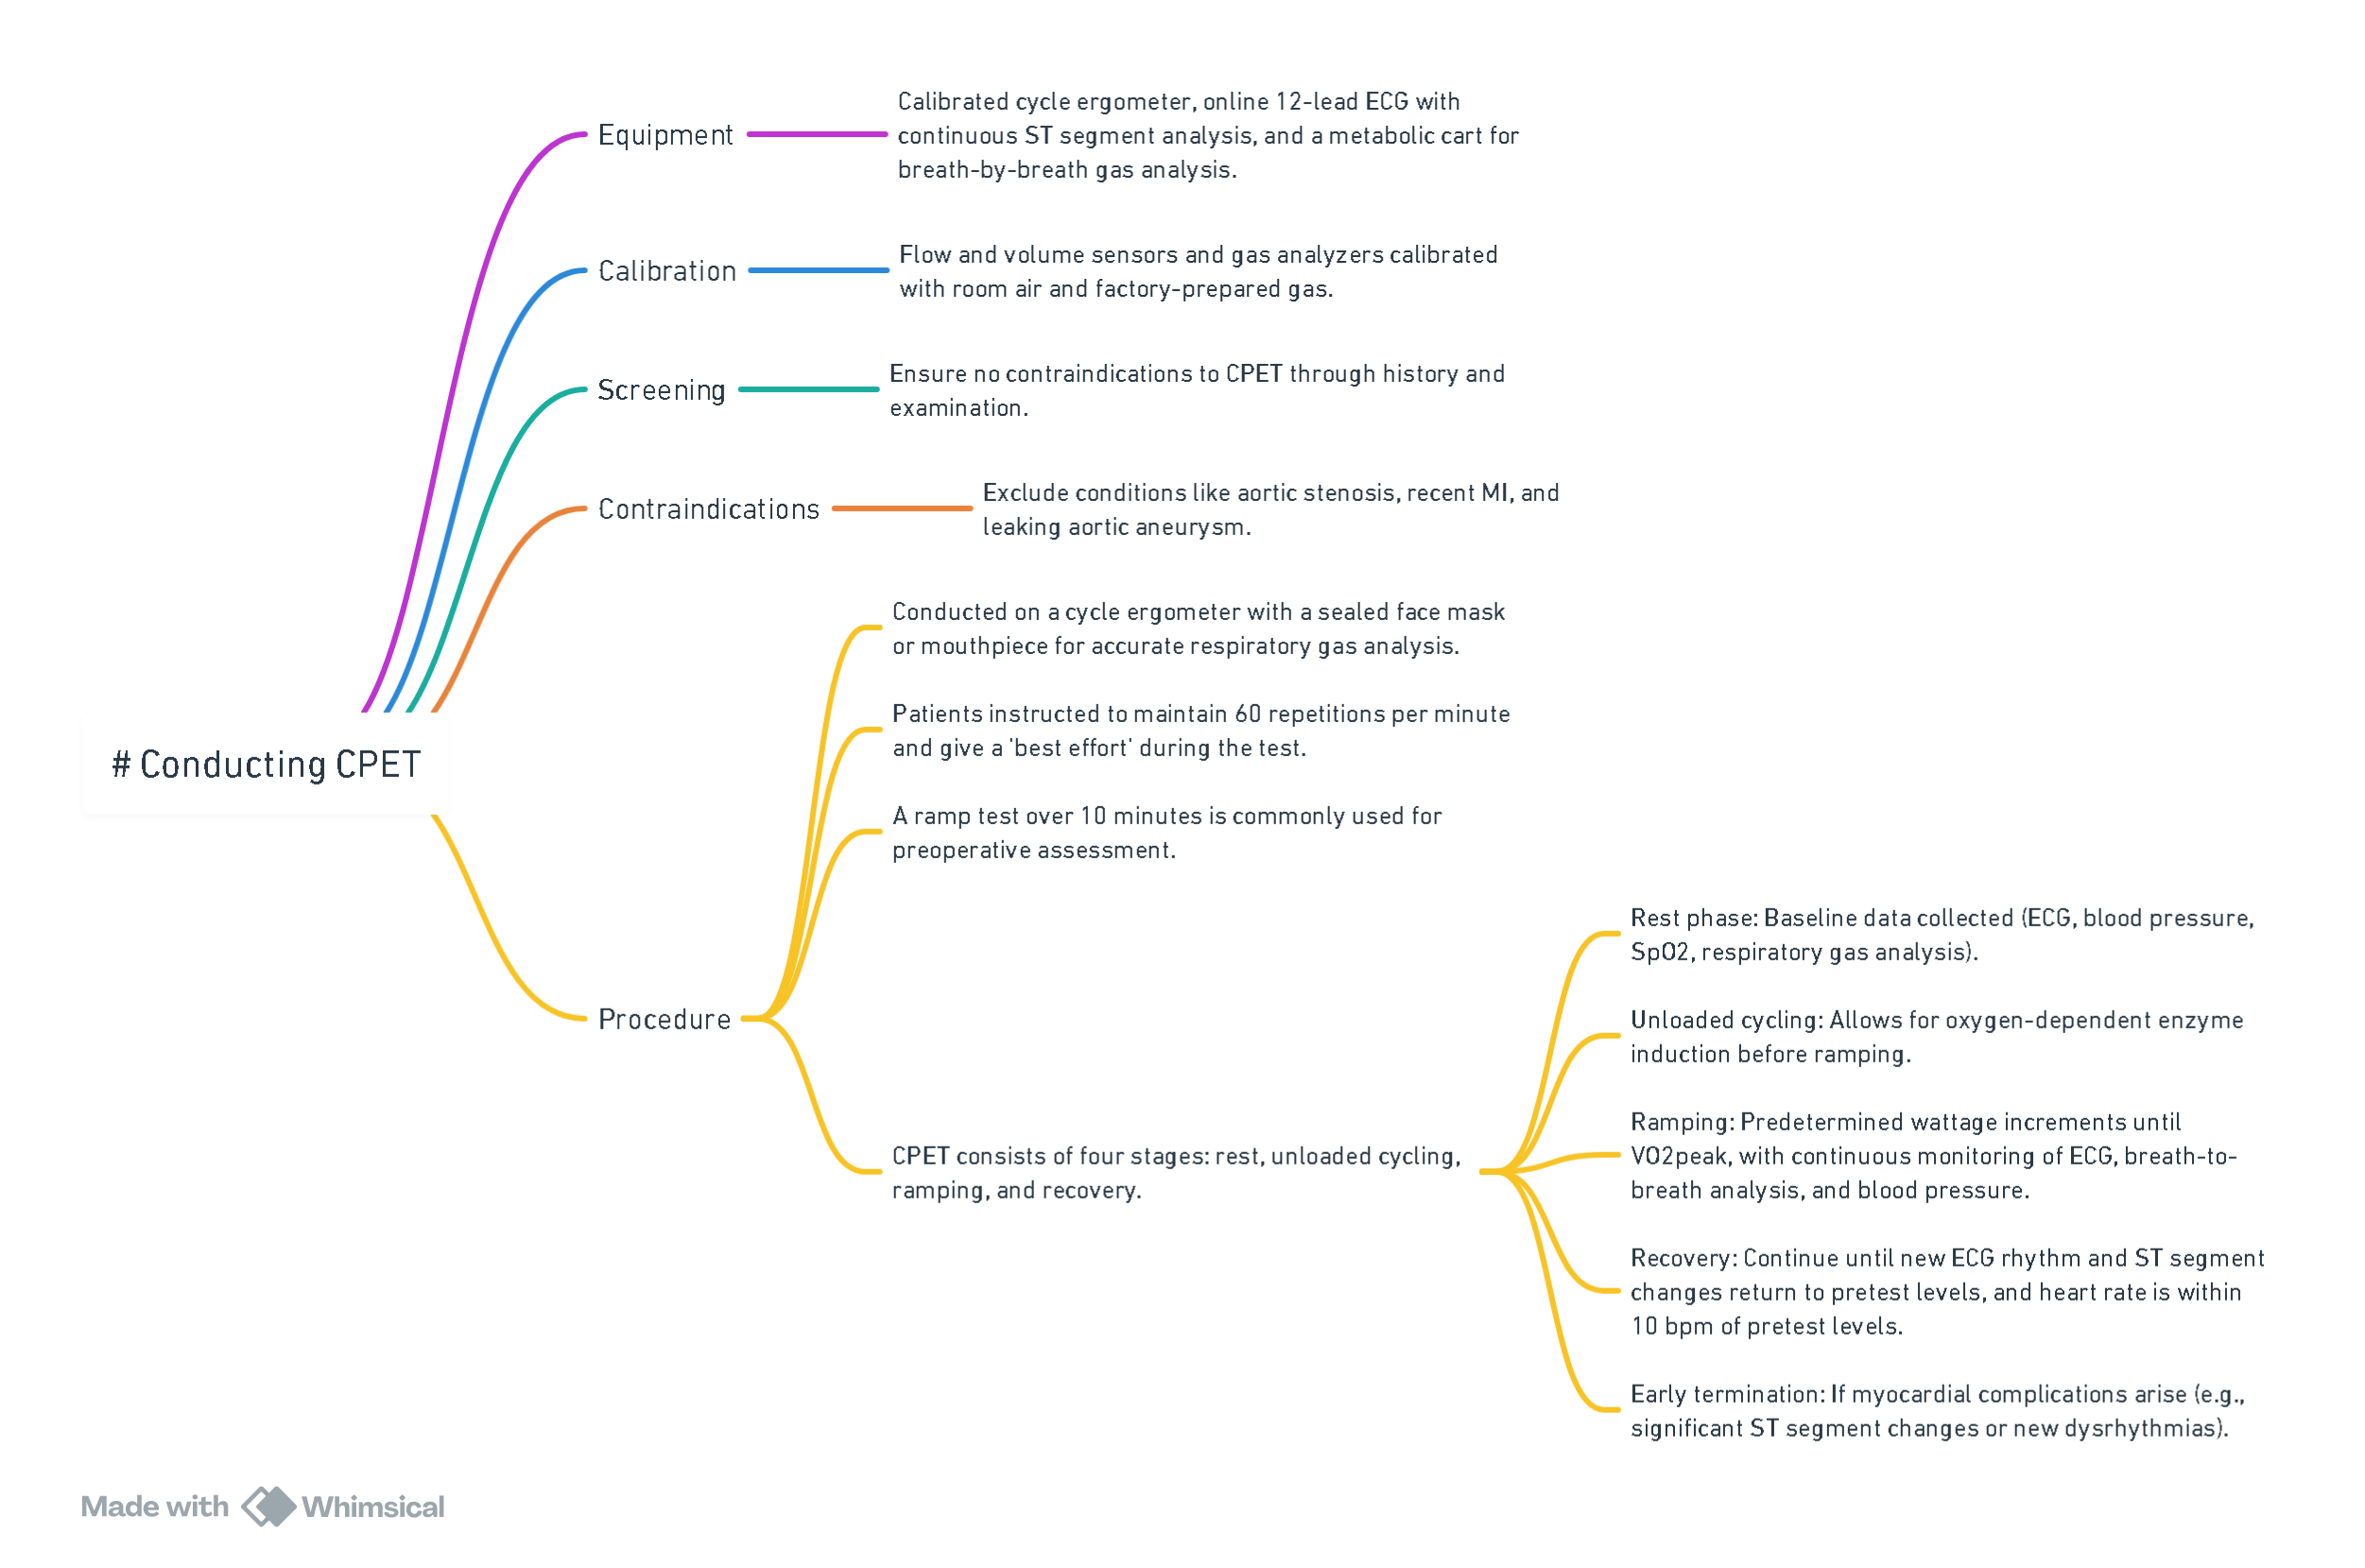 Calibrated cycle ergometer, online 12-lead ECG with
Equipment
continuous ST segment analysis, and a metabolic cart for
breath-by-breath gas analysis.
Flow and volume sensors and gas analyzers calibrated
Calibration
with room air and factory-prepared gas.
Ensure no contraindications to CPET through history and
Screening
examination.
Exclude conditions like aortic stenosis, recent MI, and
Contraindications
leaking aortic aneurysm.
Conducted on a cycle ergometer with a sealed face mask
or mouthpiece for accurate respiratory gas analysis.
Patients instructed to maintain 60 repetitions per minute
and give a 'best effort' during the test.
# Conducting CPET
A ramp test over 10 minutes is commonly used for
preoperative assessment.
Procedure
CPET consists of four stages: rest, unloaded cycling,
ramping, and recovery.
Rest phase: Baseline data collected (ECG, blood pressure,
SpO2, respiratory gas analysis).
Unloaded cycling: Allows for oxygen-dependent enzyme
induction before ramping.
Ramping: Predetermined wattage increments until
VO2peak, with continuous monitoring of ECG, breath-to-
breath analysis, and blood pressure.
Recovery: Continue until new ECG rhythm and ST segment
changes return to pretest levels, and heart rate is within
10 bpm of pretest levels.
Early termination: If myocardial complications arise (e.g.,
significant ST segment changes or new dysrhythmias).
Made with Whimsical